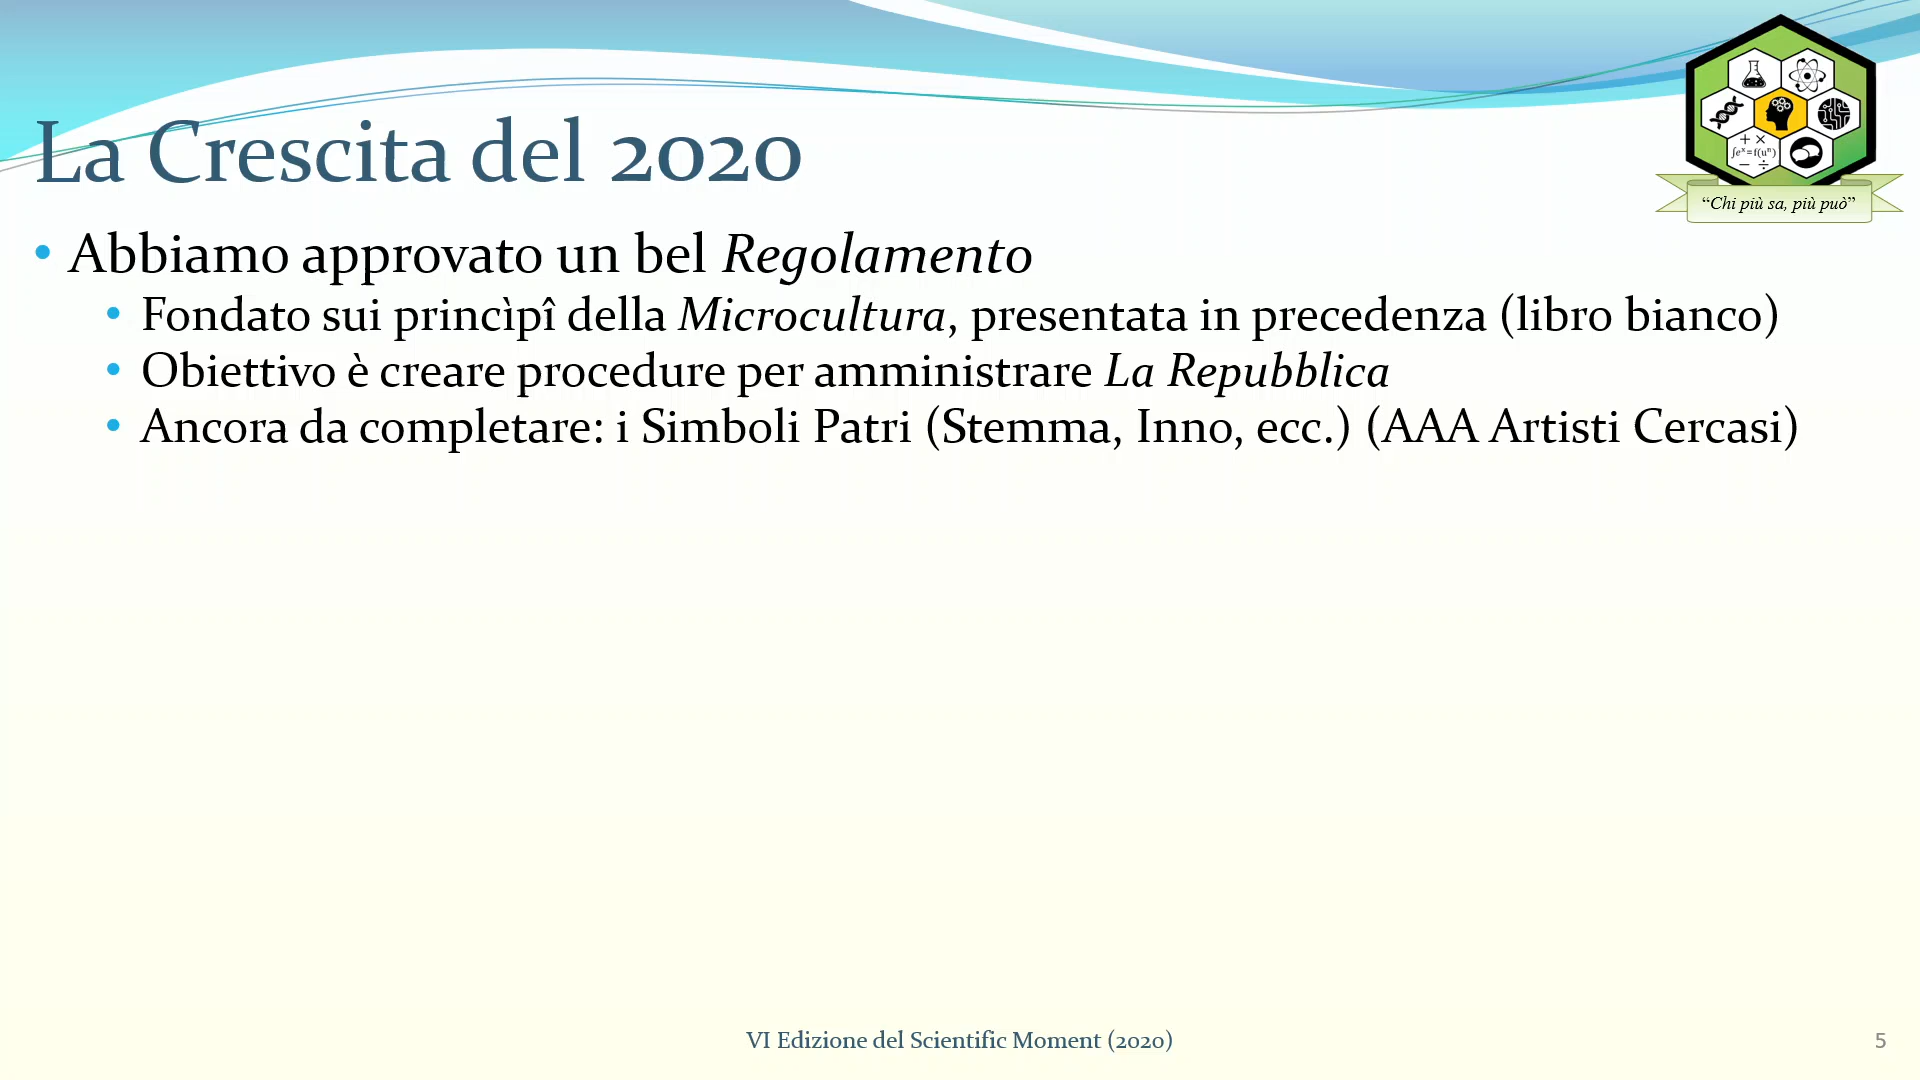 La Crescita del 2020
+ ×
∫eˣ=f(uⁿ)
− ÷
“Chi più sa, più può”
• Abbiamo approvato un bel Regolamento
• Fondato sui princìpî della Microcultura, presentata in precedenza (libro bianco)
• Obiettivo è creare procedure per amministrare La Repubblica
• Ancora da completare: i Simboli Patri (Stemma, Inno, ecc.) (AAA Artisti Cercasi)
VI Edizione del Scientific Moment (2020)
5